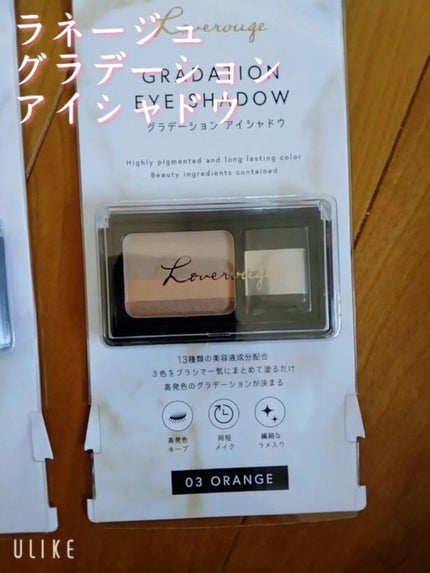 Loverouge
ラネージュ
グラデーション
アイシャドウ
GRADATION
EYE SHADOW
グラデーション アイシャドウ
Highly pigmented and long lasting color
Beauty ingredients contained
Loverouge
13種類の美容液成分配合
3色をブラシで一気にまとめて塗るだけ
高発色のグラデーションが決まる
高発色
キープ
時短
メイク
繊細な
ラメ入り
03 ORANGE
ULIKE